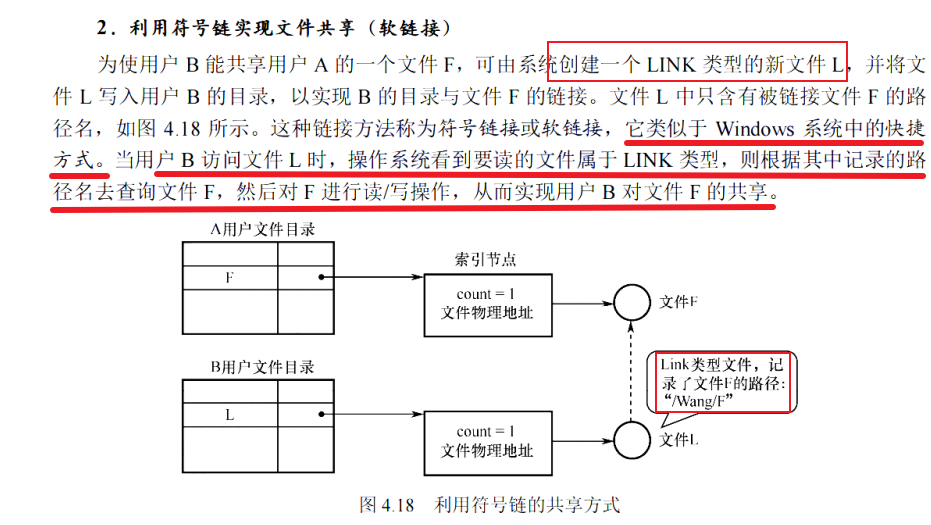 2．利用符号链实现文件共享（软链接）
为使用户 B 能共享用户 A 的一个文件 F，可由系统创建一个 LINK 类型的新文件 L，并将文
件 L 写入用户 B 的目录，以实现 B 的目录与文件 F 的链接。文件 L 中只含有被链接文件 F 的路
径名，如图 4.18 所示。这种链接方法称为符号链接或软链接，它类似于 Windows 系统中的快捷
方式。当用户 B 访问文件 L 时，操作系统看到要读的文件属于 LINK 类型，则根据其中记录的路
径名去查询文件 F，然后对 F 进行读/写操作，从而实现用户 B 对文件 F 的共享。
A用户文件目录
F
索引节点
count = 1
文件物理地址
文件F
B用户文件目录
L
count = 1
文件物理地址
Link类型文件，记
录了文件F的路径：
“/Wang/F”
文件L
图 4.18 利用符号链的共享方式